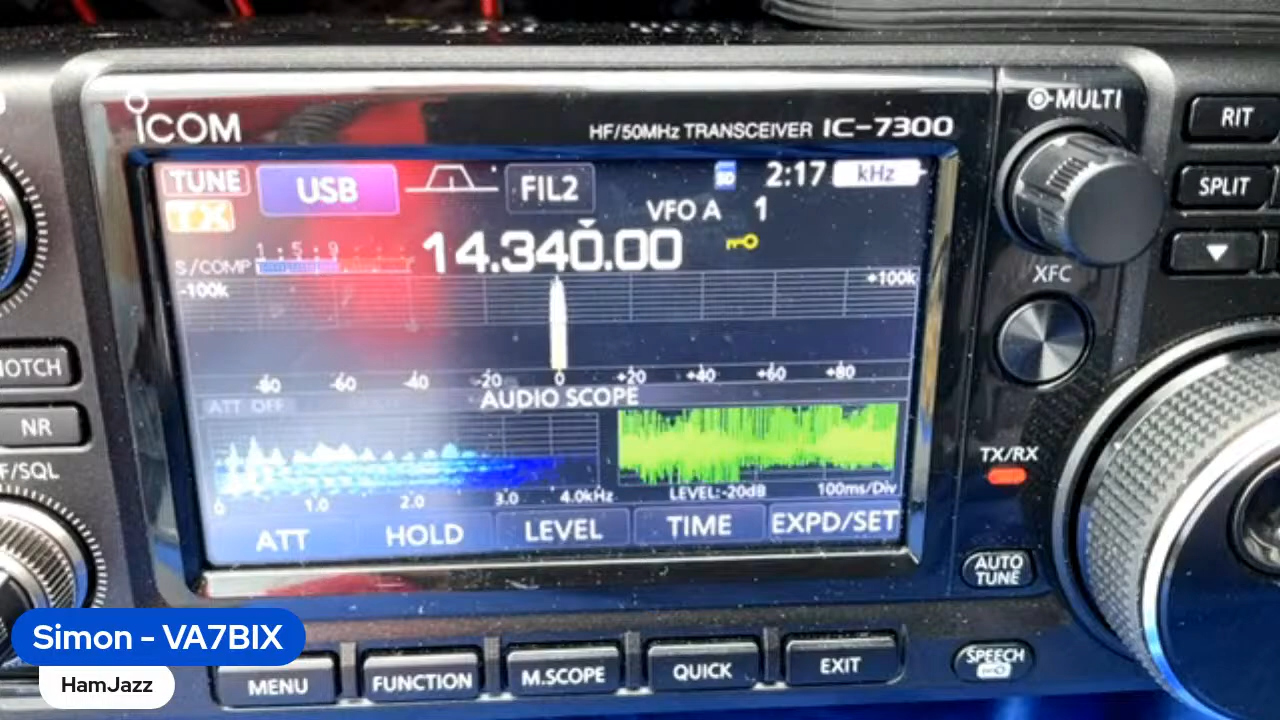 ICOM
HF/50MHz TRANSCEIVER IC-7300
MULTI
RIT
TUNE USB FIL2 2:17 kHz
TX
VFO A 1
SPLIT
14.340.00
1 · 5 · 9
S/COMP
▼
XFC
-100k +100k
-80 -60 -40 -20 0 +20 +40 +60 +80
NOTCH
AUDIO SCOPE
ATT OFF
NR
0 1.0 2.0 3.0 4.0kHz
LEVEL:-20dB 100ms/Div
TX/RX
F/SQL
ATT HOLD LEVEL TIME EXPD/SET
AUTO
TUNE
Simon - VA7BIX
HamJazz
MENU FUNCTION M.SCOPE QUICK EXIT
SPEECH